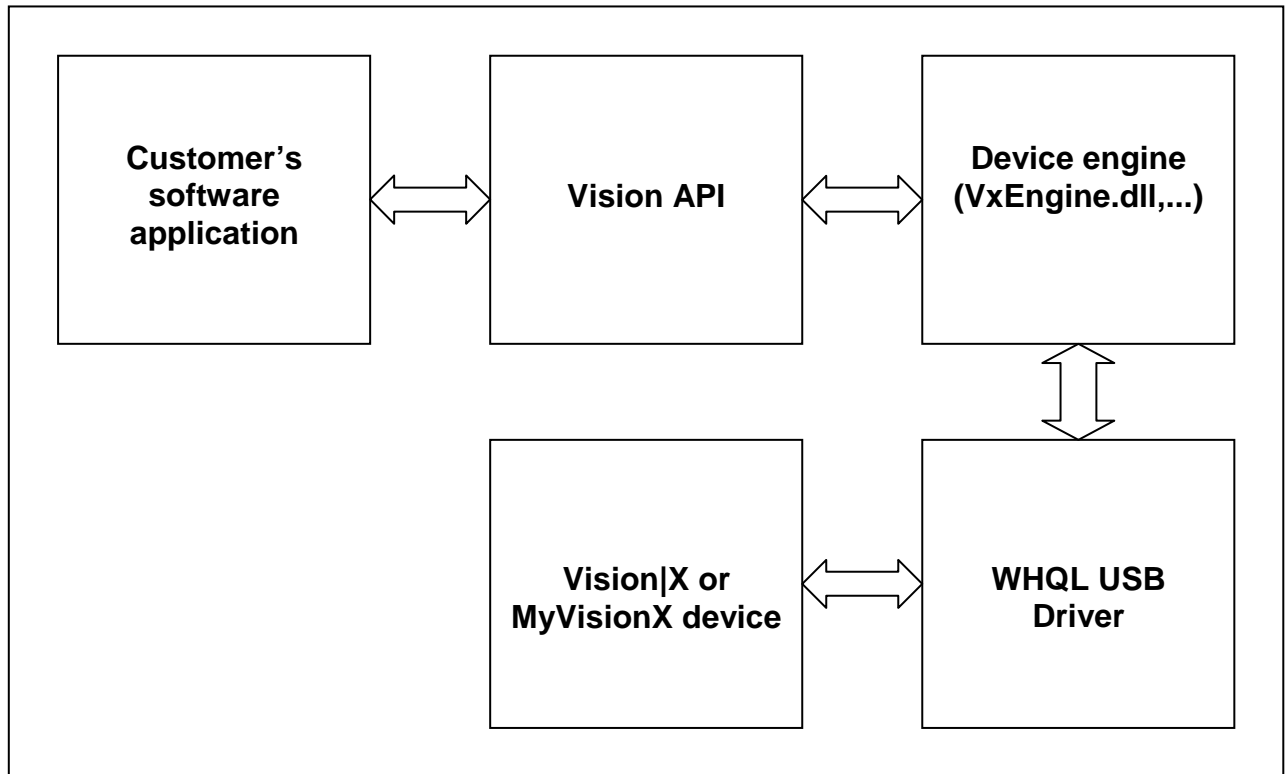 Customer’s
software
application
Vision API
Device engine
(VxEngine.dll,...)
Vision|X or
MyVisionX device
WHQL USB
Driver